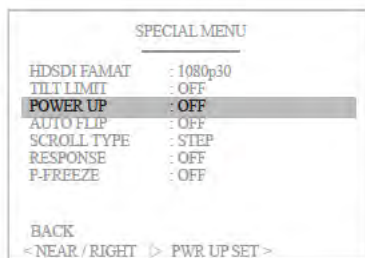 SPECIAL MENU
HDSDI FAMAT : 1080p30
TILT LIMIT : OFF
POWER UP : OFF
AUTO FLIP : OFF
SCROLL TYPE : STEP
RESPONSE : OFF
P-FREEZE : OFF
BACK
< NEAR / RIGHT ▷ PWR UP SET >